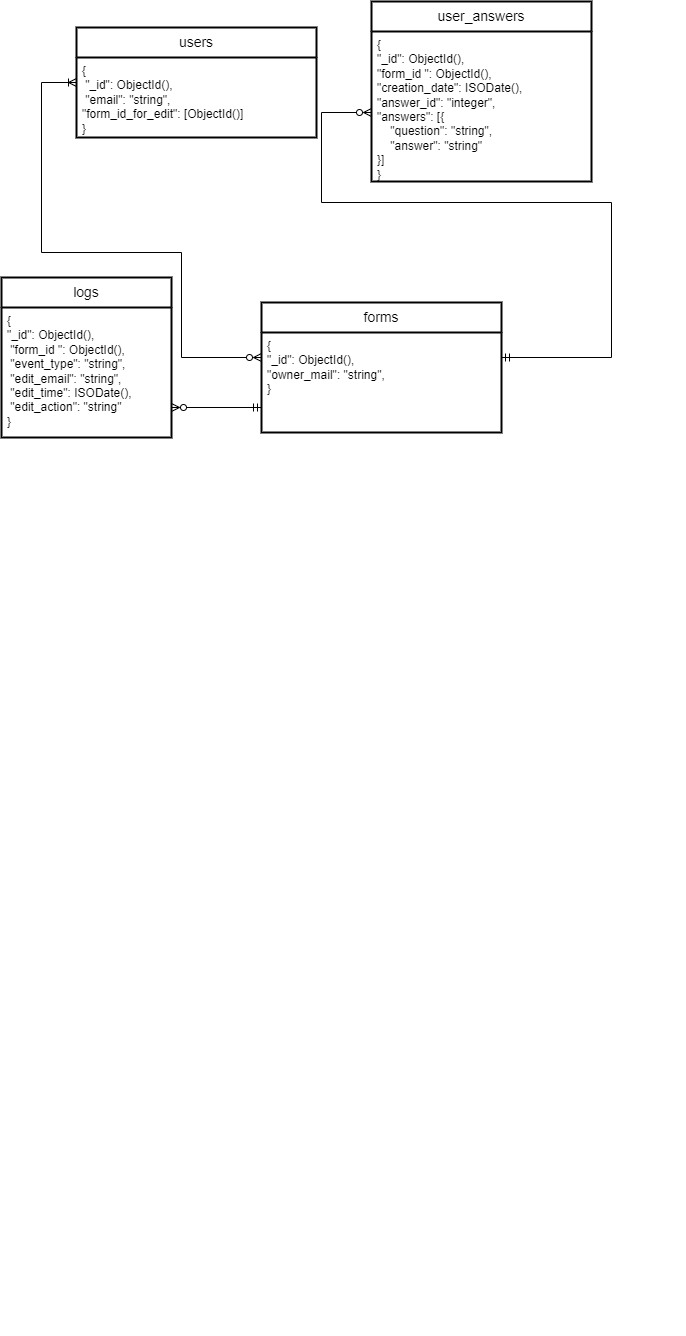 user_answers
{
"_id": ObjectId(),
"form_id ": ObjectId(),
"creation_date": ISODate(),
"answer_id": "integer",
"answers": [{
"question": "string",
"answer": "string"
}]
}
users
{
"_id": ObjectId(),
"email": "string",
"form_id_for_edit": [ObjectId()]
}
logs
{
"_id": ObjectId(),
"form_id ": ObjectId(),
"event_type": "string",
"edit_email": "string",
"edit_time": ISODate(),
"edit_action": "string"
}
forms
{
"_id": ObjectId(),
"owner_mail": "string",
}